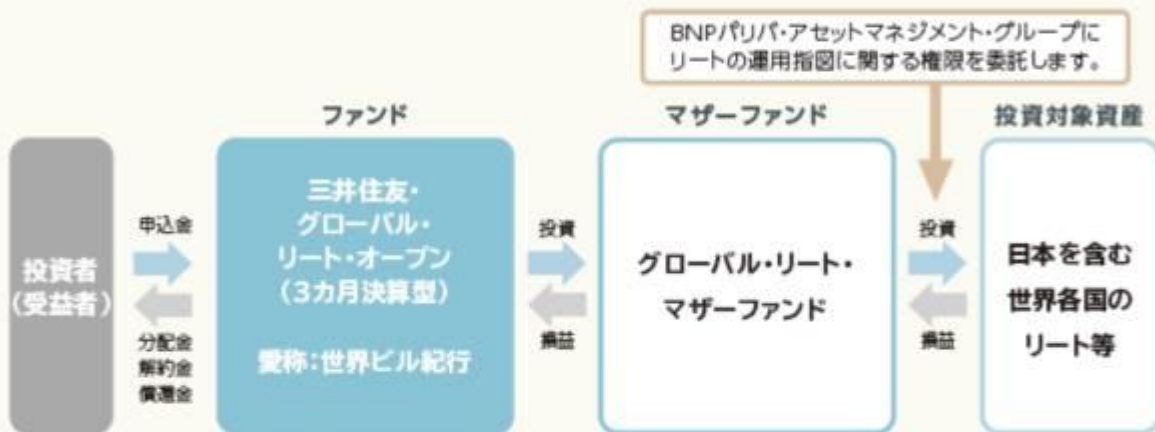 BNPパリバ・アセットマネジメント・グループに
リートの運用指図に関する権限を委託します。
ファンド
マザーファンド
投資対象資産
投資者
(受益者)
申込金
分配金
解約金
償還金
三井住友・
グローバル・
リート・オープン
(3カ月決算型)
愛称:世界ビル紀行
投資
損益
グローバル・リート・
マザーファンド
投資
損益
日本を含む
世界各国の
リート等